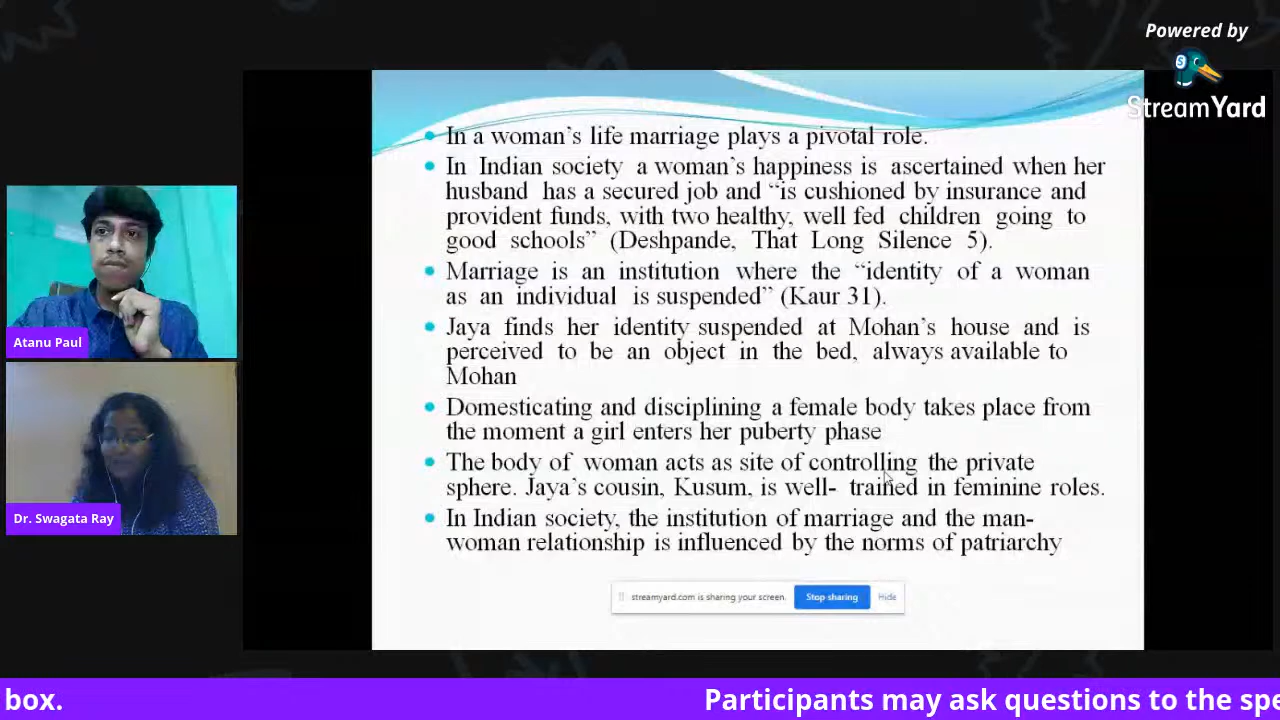 Powered by
StreamYard
In a woman's life marriage plays a pivotal role.
In Indian society a woman's happiness is ascertained when her
husband has a secured job and “is cushioned by insurance and
provident funds, with two healthy, well fed children going to
good schools” (Deshpande, That Long Silence 5).
Marriage is an institution where the “identity of a woman
as an individual is suspended” (Kaur 31).
Jaya finds her identity suspended at Mohan's house and is
perceived to be an object in the bed, always available to
Mohan
Domesticating and disciplining a female body takes place from
the moment a girl enters her puberty phase
The body of woman acts as site of controlling the private
sphere. Jaya's cousin, Kusum, is well- trained in feminine roles.
In Indian society, the institution of marriage and the man-
woman relationship is influenced by the norms of patriarchy
streamyard.com is sharing your screen. Stop sharing Hide
Atanu Paul
Dr. Swagata Ray
box. Participants may ask questions to the spe